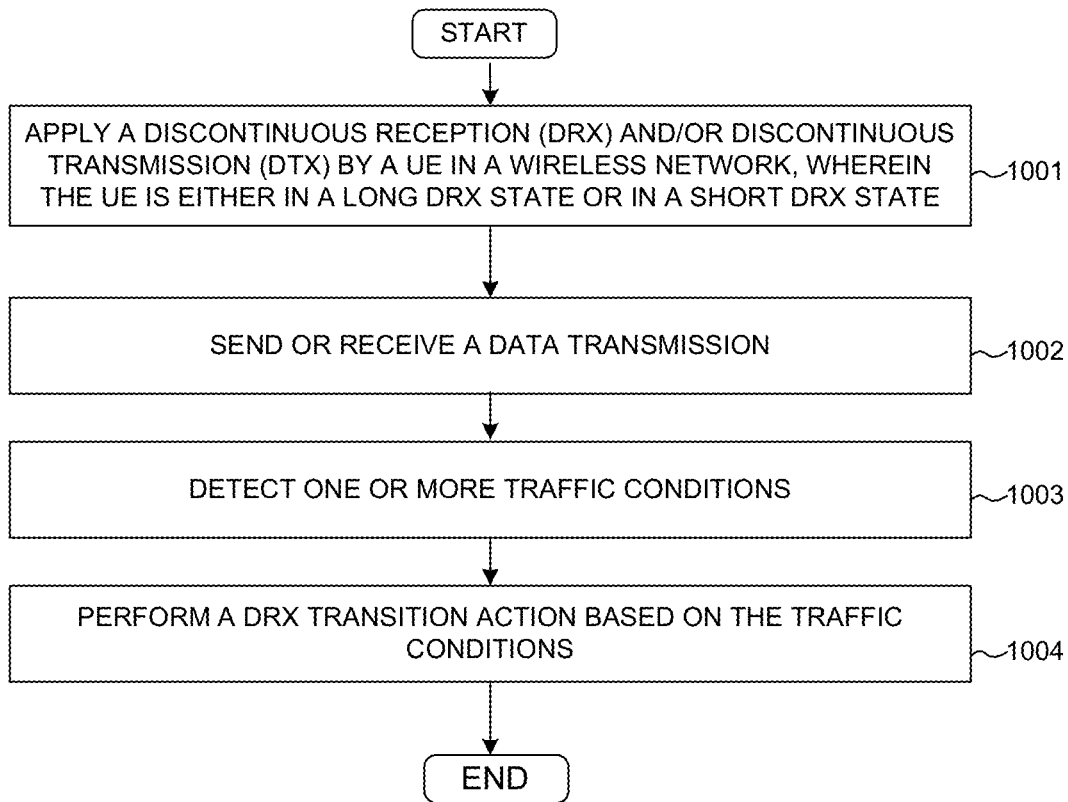 START
APPLY A DISCONTINUOUS RECEPTION (DRX) AND/OR DISCONTINUOUS
TRANSMISSION (DTX) BY A UE IN A WIRELESS NETWORK, WHEREIN
THE UE IS EITHER IN A LONG DRX STATE OR IN A SHORT DRX STATE
1001
SEND OR RECEIVE A DATA TRANSMISSION
1002
DETECT ONE OR MORE TRAFFIC CONDITIONS
1003
PERFORM A DRX TRANSITION ACTION BASED ON THE TRAFFIC
CONDITIONS
1004
END